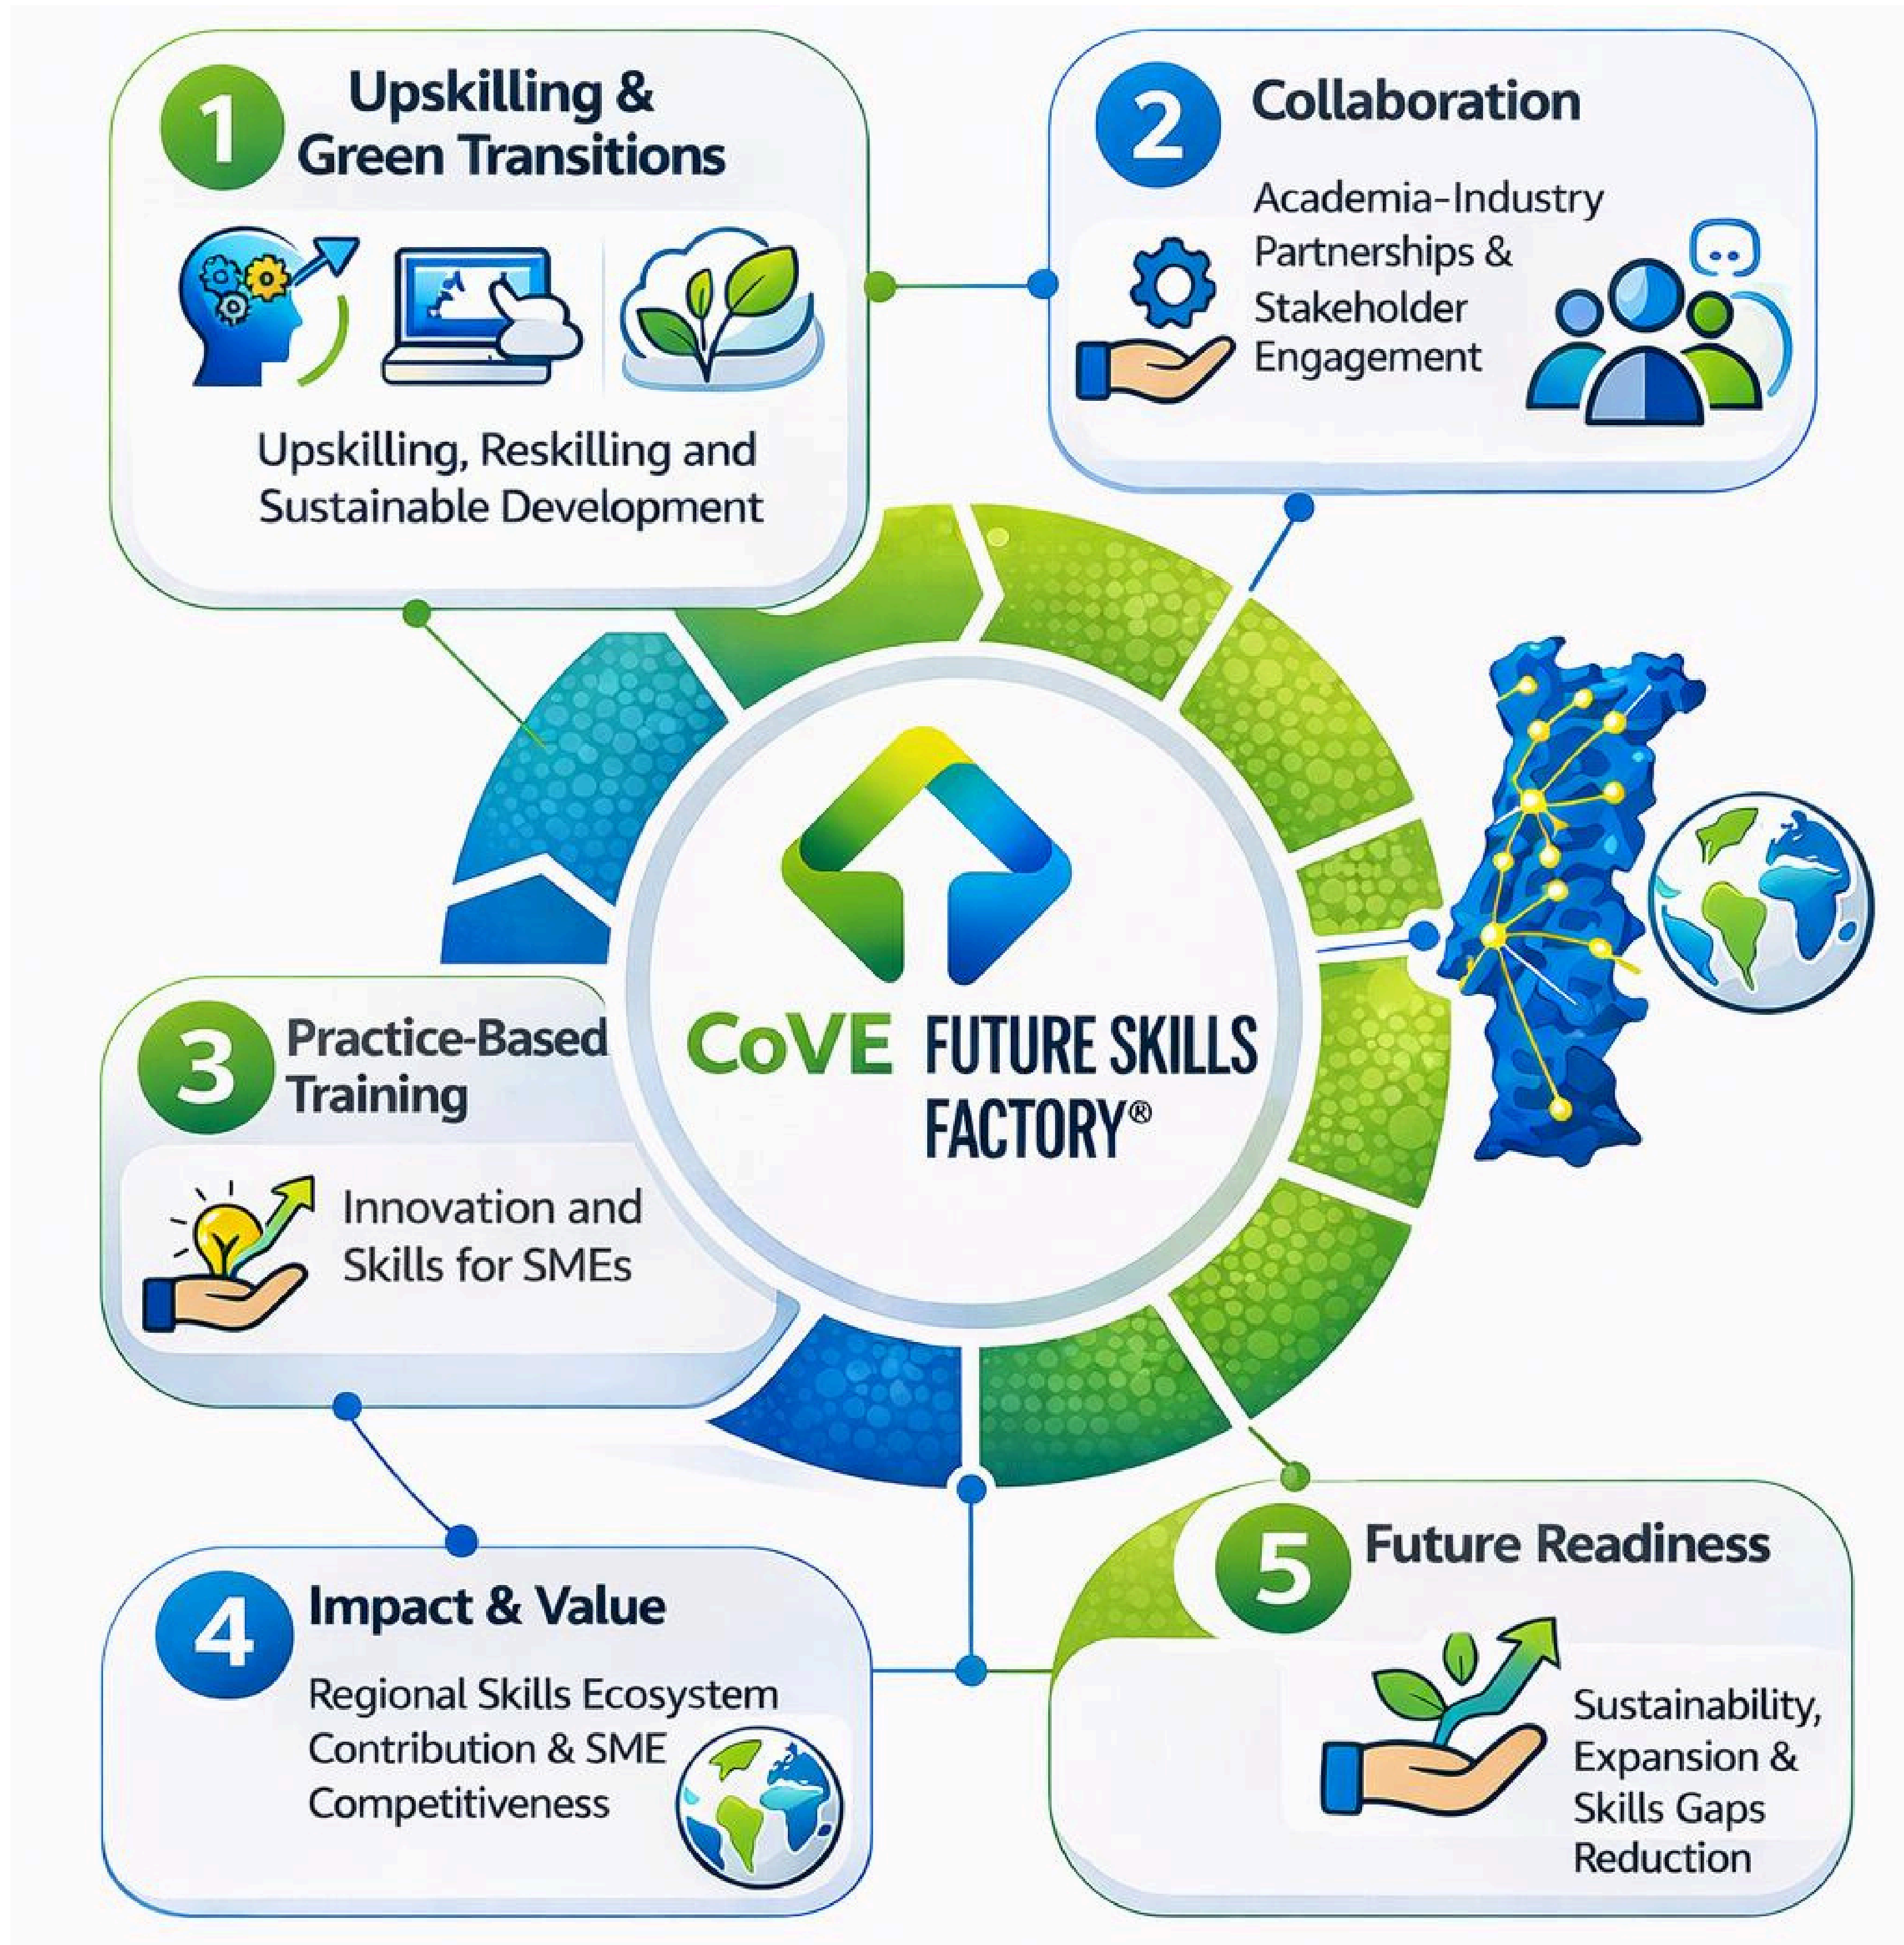 1
Upskilling &
Green Transitions
Upskilling, Reskilling and
Sustainable Development
2
Collaboration
Academia-Industry
Partnerships &
Stakeholder
Engagement
CoVE FUTURE SKILLS
FACTORY®
3
Practice-Based
Training
Innovation and
Skills for SMEs
4
Impact & Value
Regional Skills Ecosystem
Contribution & SME
Competitiveness
5
Future Readiness
Sustainability,
Expansion &
Skills Gaps
Reduction